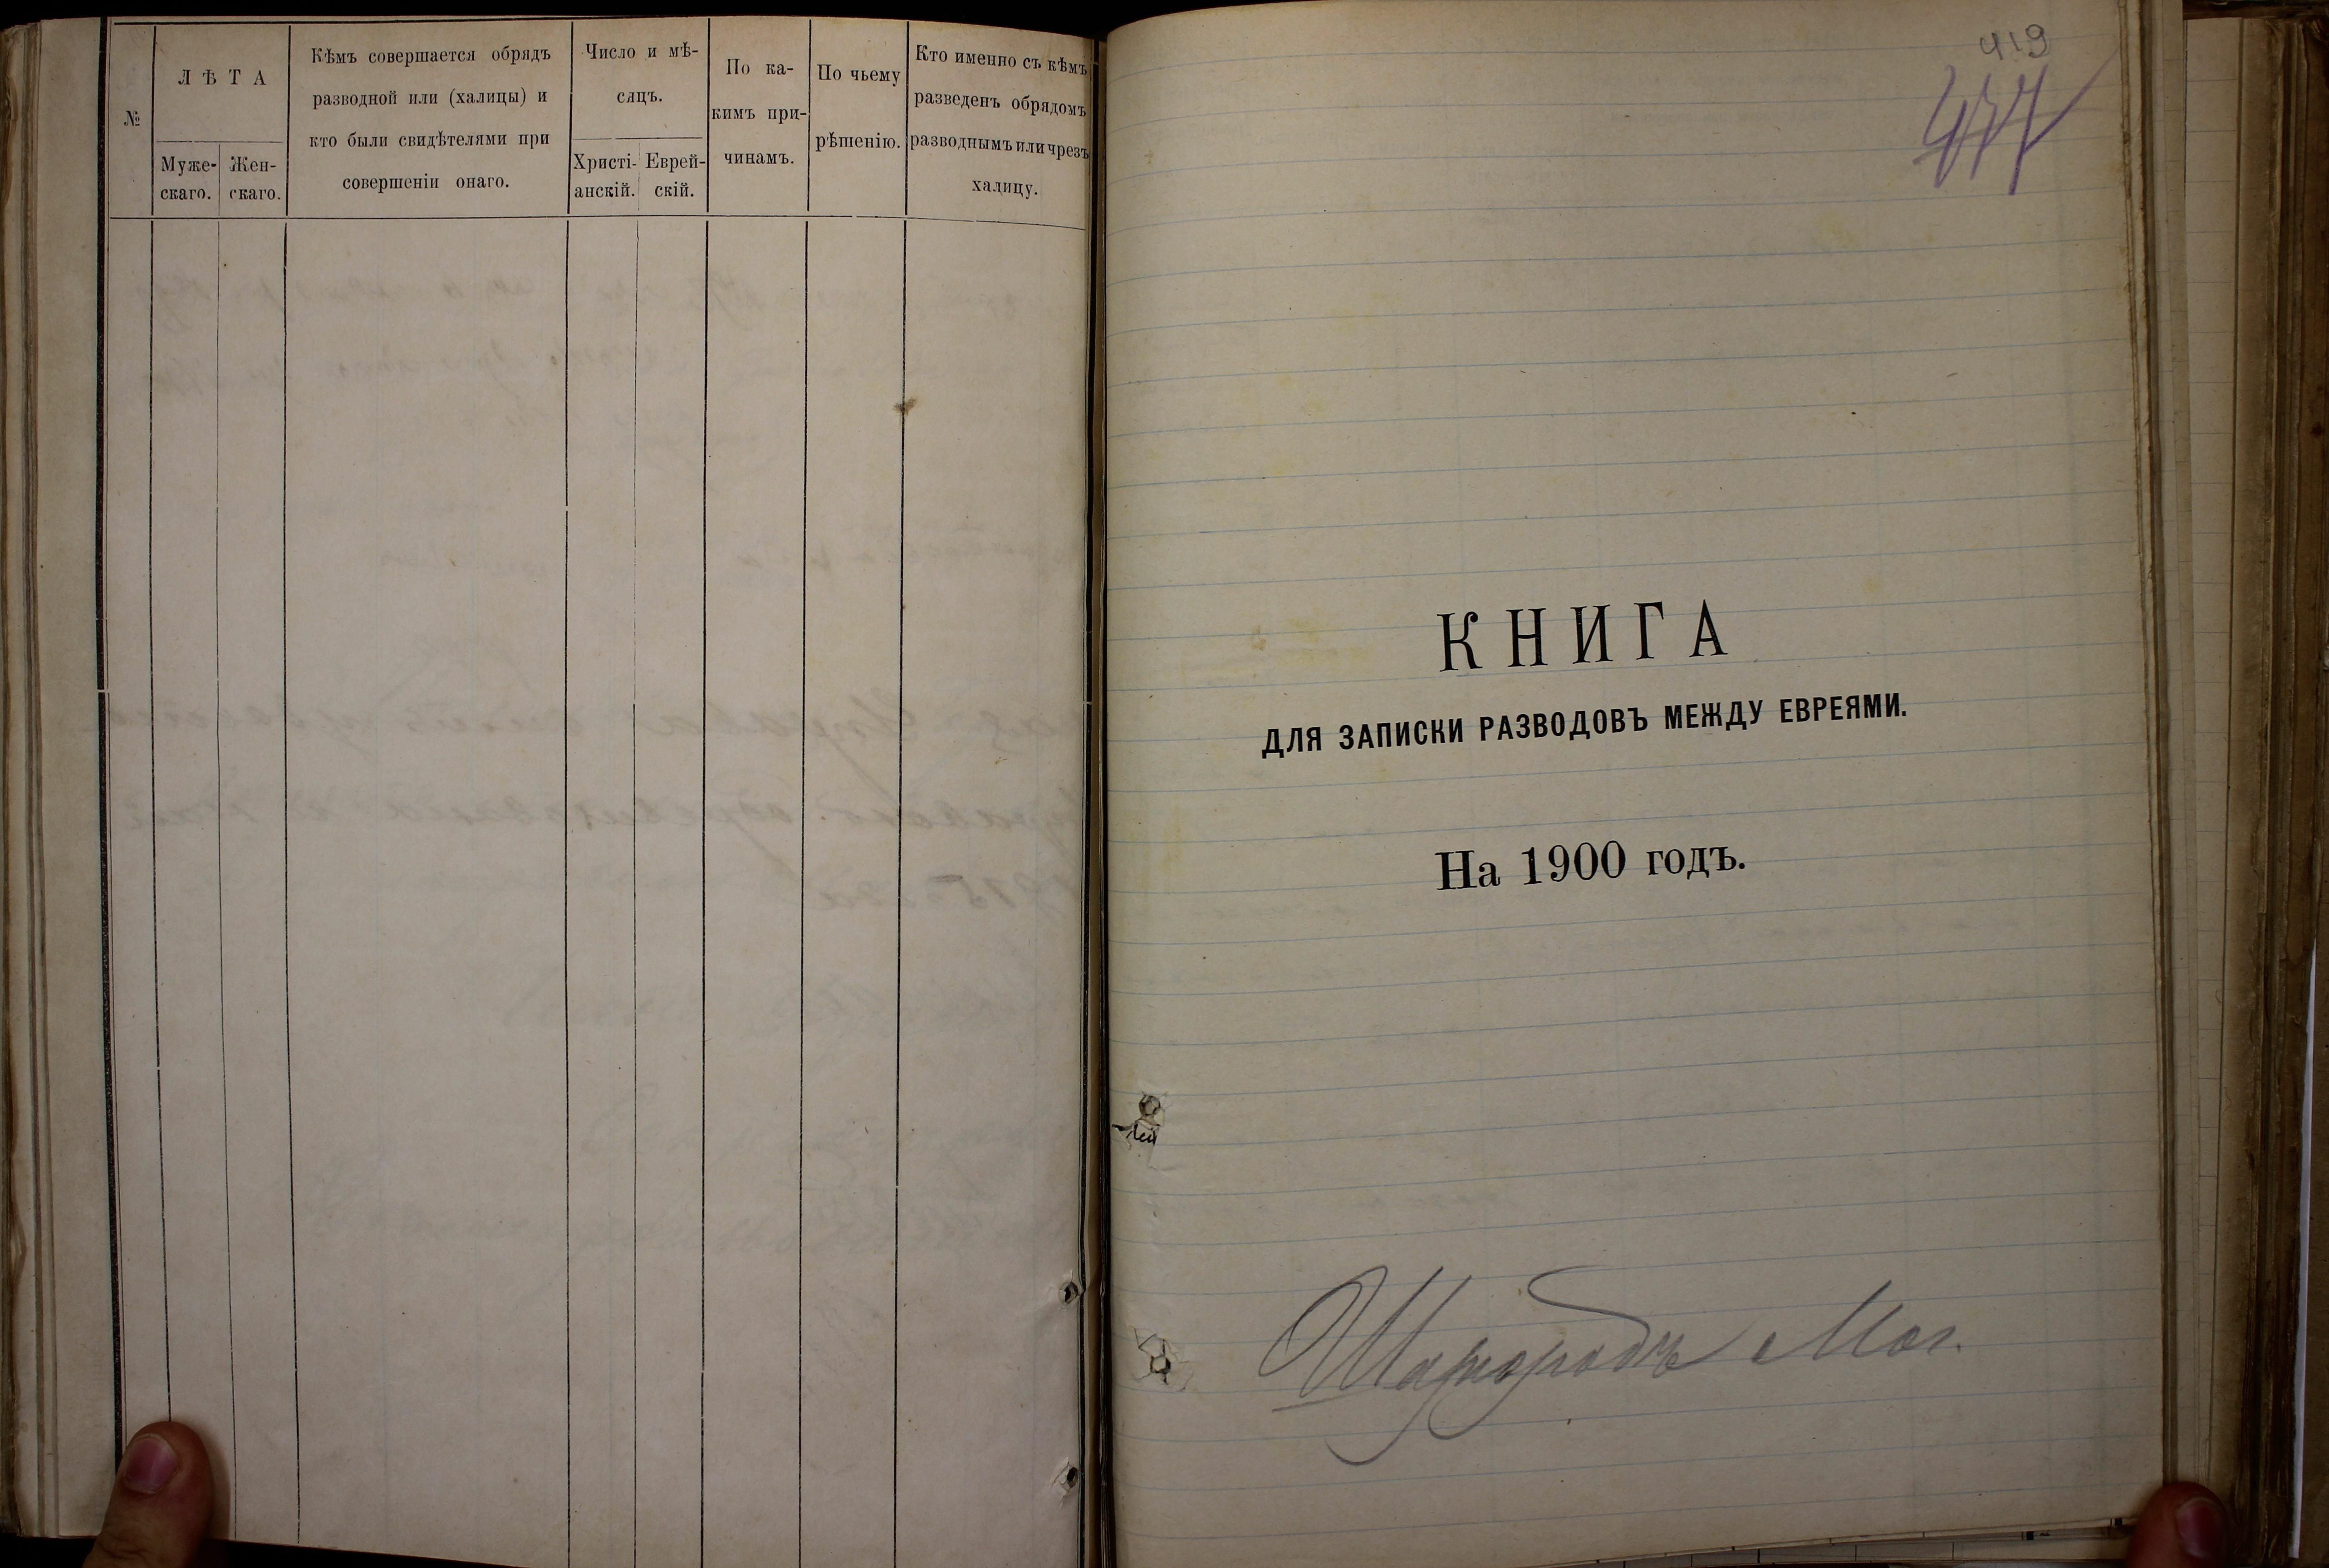 №
ЛѢТА
Муже-
скаго.
Жен-
скаго.
Кѣмъ совершается обрядъ
разводной или (халицы) и
кто были свидѣтелями при
совершеніи онаго.
Число и мѣ-
сяцъ.
Христі-
анскій.
Еврей-
скій.
По ка-
кимъ при-
чинамъ.
По чьему
рѣшенію.
Кто именно съ кѣмъ
разведенъ обрядомъ
разводнымъ или чрезъ
халицу.
419
КНИГА
ДЛЯ ЗАПИСКИ РАЗВОДОВЪ МЕЖДУ ЕВРЕЯМИ.
На 1900 годъ.
Шаргородъ Мог.